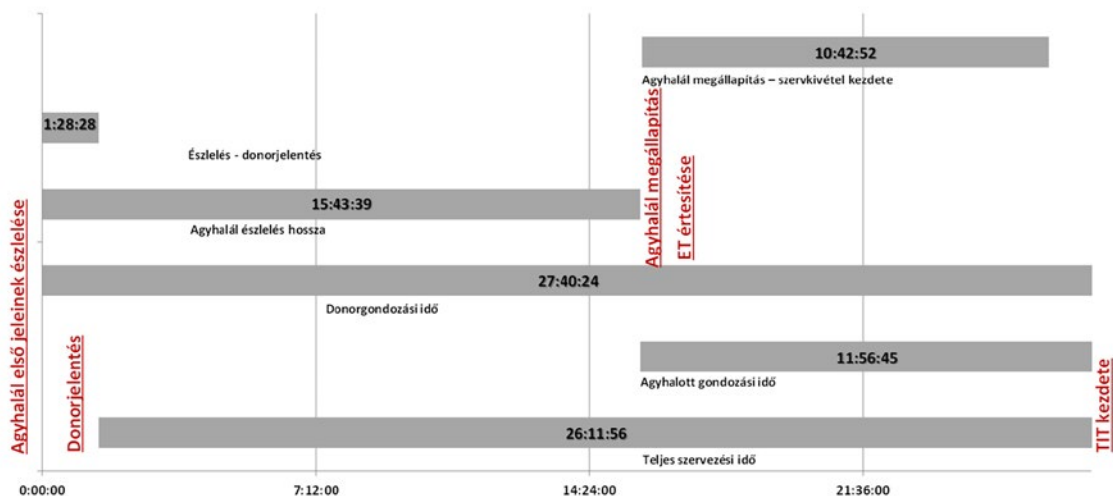 10:42:52
Agyhalál megállapítás – szervkivétel kezdete
1:28:28
Észlelés - donorjelentés
15:43:39
Agyhalál észlelés hossza
27:40:24
Donorgondozási idő
11:56:45
Agyhalott gondozási idő
26:11:56
Teljes szervezési idő
Agyhalál első jeleinek észlelése
Donorjelentés
Agyhalál megállapítás
ET értesítése
TIT kezdete
0:00:00
7:12:00
14:24:00
21:36:00